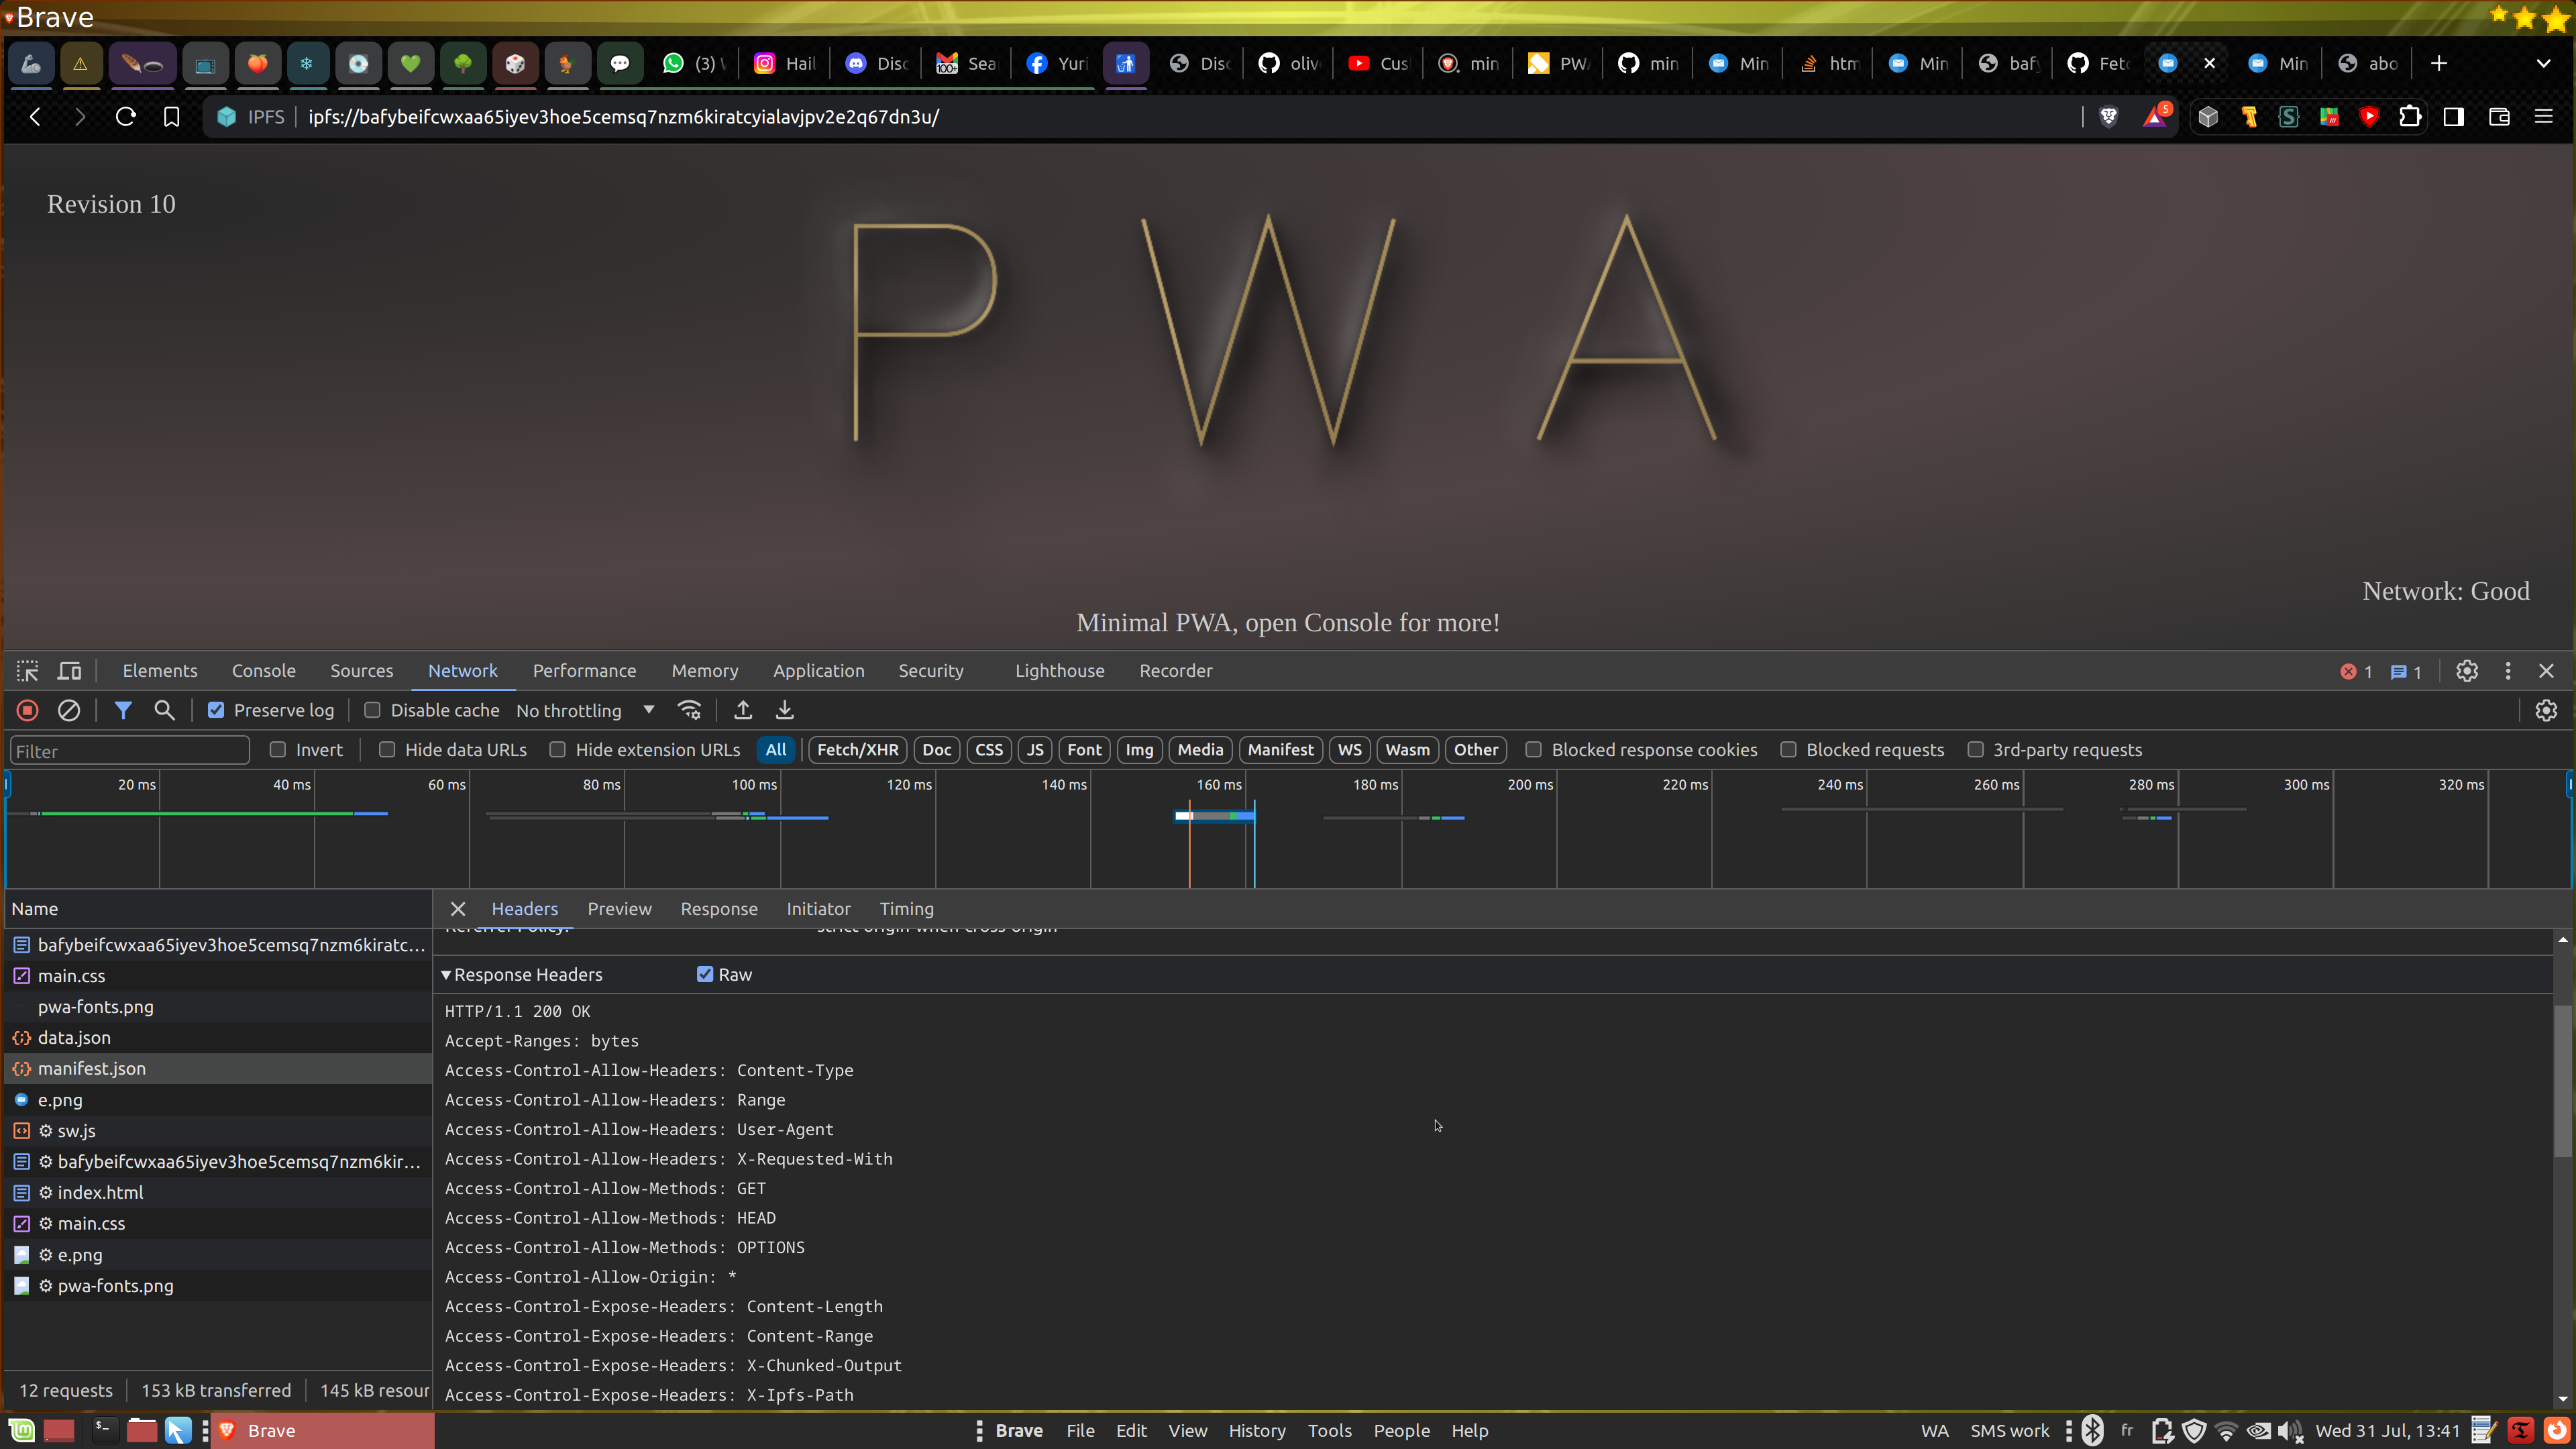 Brave
(3) W
Hail
Disc
Sea
Yuri
Disc
oliv
Cus
min
PWA
min
Min
htm
Min
bafy
Fetc
Min
abo
IPFS
ipfs://bafybeifcwxaa65iyev3hoe5cemsq7nzm6kiratcyialavjpv2e2q67dn3u/
5
Revision 10
PWA
Network: Good
Minimal PWA, open Console for more!
Elements Console Sources Network Performance Memory Application Security Lighthouse Recorder
1 1
Preserve log Disable cache No throttling
Filter Invert Hide data URLs Hide extension URLs All Fetch/XHR Doc CSS JS Font Img Media Manifest WS Wasm Other Blocked response cookies Blocked requests 3rd-party requests
20 ms 40 ms 60 ms 80 ms 100 ms 120 ms 140 ms 160 ms 180 ms 200 ms 220 ms 240 ms 260 ms 280 ms 300 ms 320 ms
Name
bafybeifcwxaa65iyev3hoe5cemsq7nzm6kiratc…
main.css
pwa-fonts.png
data.json
manifest.json
e.png
sw.js
bafybeifcwxaa65iyev3hoe5cemsq7nzm6kir…
index.html
main.css
e.png
pwa-fonts.png
12 requests 153 kB transferred 145 kB resour
Headers Preview Response Initiator Timing
Referrer Policy: strict-origin-when-cross-origin
Response Headers Raw
HTTP/1.1 200 OK
Accept-Ranges: bytes
Access-Control-Allow-Headers: Content-Type
Access-Control-Allow-Headers: Range
Access-Control-Allow-Headers: User-Agent
Access-Control-Allow-Headers: X-Requested-With
Access-Control-Allow-Methods: GET
Access-Control-Allow-Methods: HEAD
Access-Control-Allow-Methods: OPTIONS
Access-Control-Allow-Origin: *
Access-Control-Expose-Headers: Content-Length
Access-Control-Expose-Headers: Content-Range
Access-Control-Expose-Headers: X-Chunked-Output
Access-Control-Expose-Headers: X-Ipfs-Path
Brave
Brave File Edit View History Tools People Help
WA SMS work fr Wed 31 Jul, 13:41